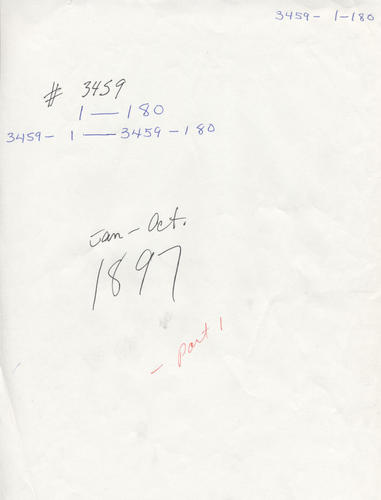 3459- 1-180
# 3459
1 — 180
3459- 1 — 3459-180
Jan - Oct.
1897
- Part 1